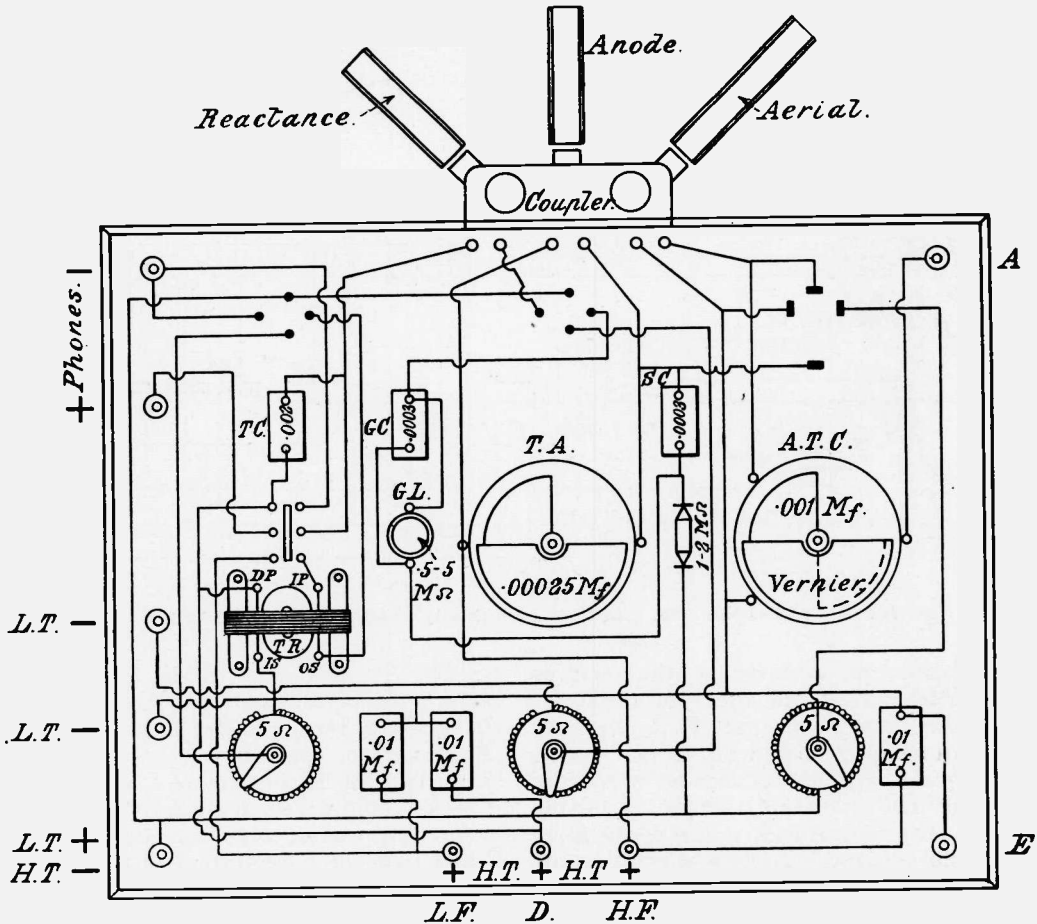 Anode.
Reactance.
Aerial.
Coupler.
A
Phones.
−
+
SC
TC.
.002
GC
.0003
.0003
T.A.
A.T.C.
G.L.
.001 Mf.
.5-5
MΩ
.00025 Mf
1-2 MΩ
Vernier
DP
IP
TR
IS
OS
L.T. −
L.T. −
5 Ω
.01
Mf.
.01
Mf.
5 Ω
5 Ω
.01
Mf.
L.T. +
H.T. −
E
+ H.T. + H.T +
L.F. D. H.F.